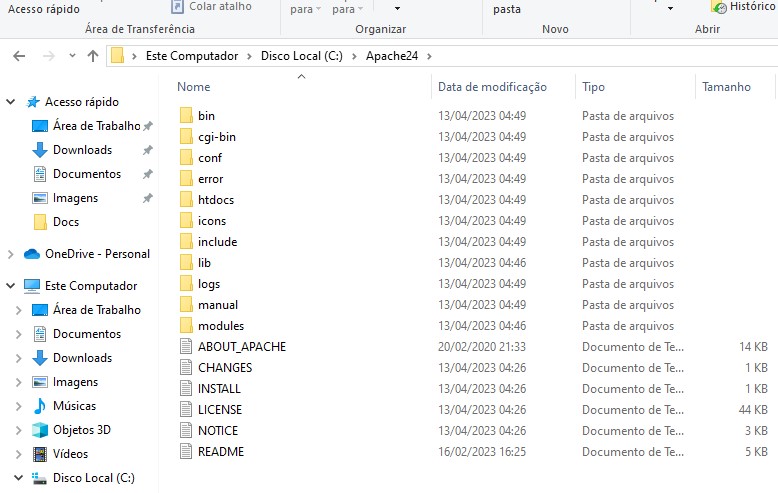 Acesso rápido
Colar atalho
para
para
pasta
Histórico
Área de Transferência
Organizar
Novo
Abrir
Este Computador > Disco Local (C:) > Apache24 >
Acesso rápido
Área de Trabalho
Downloads
Documentos
Imagens
Docs
OneDrive - Personal
Este Computador
Área de Trabalho
Documentos
Downloads
Imagens
Músicas
Objetos 3D
Vídeos
Disco Local (C:)
Nome Data de modificação Tipo Tamanho
bin 13/04/2023 04:49 Pasta de arquivos
cgi-bin 13/04/2023 04:49 Pasta de arquivos
conf 13/04/2023 04:49 Pasta de arquivos
error 13/04/2023 04:49 Pasta de arquivos
htdocs 13/04/2023 04:49 Pasta de arquivos
icons 13/04/2023 04:49 Pasta de arquivos
include 13/04/2023 04:49 Pasta de arquivos
lib 13/04/2023 04:46 Pasta de arquivos
logs 13/04/2023 04:49 Pasta de arquivos
manual 13/04/2023 04:49 Pasta de arquivos
modules 13/04/2023 04:46 Pasta de arquivos
ABOUT_APACHE 20/02/2020 21:33 Documento de Te... 14 KB
CHANGES 13/04/2023 04:26 Documento de Te... 1 KB
INSTALL 13/04/2023 04:26 Documento de Te... 1 KB
LICENSE 13/04/2023 04:26 Documento de Te... 44 KB
NOTICE 13/04/2023 04:26 Documento de Te... 3 KB
README 16/02/2023 16:25 Documento de Te... 5 KB